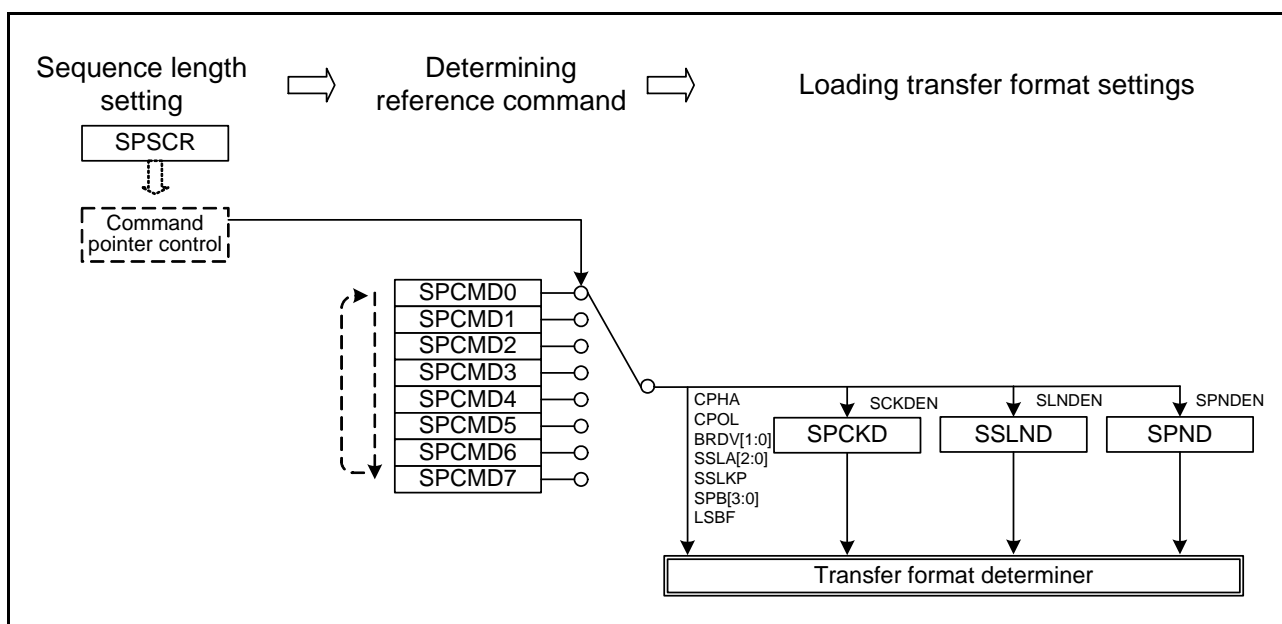 Sequence length
setting
Determining
reference command
Loading transfer format settings
SPSCR
Command
pointer control
SPCMD0
SPCMD1
SPCMD2
SPCMD3
SPCMD4
SPCMD5
SPCMD6
SPCMD7
CPHA
CPOL
BRDV[1:0]
SSLA[2:0]
SSLKP
SPB[3:0]
LSBF
SCKDEN
SPCKD
SLNDEN
SSLND
SPNDEN
SPND
Transfer format determiner